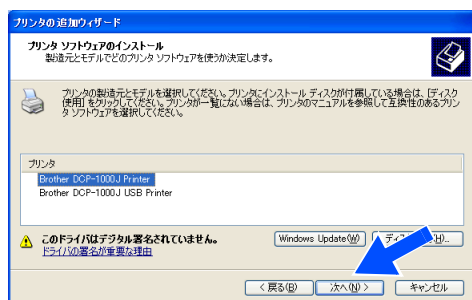 プリンタの追加ウィザード
プリンタ ソフトウェアのインストール
製造元とモデルでどのプリンタ ソフトウェアを使うか決定します。
プリンタの製造元とモデルを選択してください。プリンタにインストール ディスクが付属している場合は、[ディスク
使用] をクリックしてください。プリンタが一覧にない場合は、プリンタのマニュアルを参照して互換性のあるプリン
タ ソフトウェアを選択してください。
プリンタ
Brother DCP-1000J Printer
Brother DCP-1000J USB Printer
このドライバはデジタル署名されていません。
ドライバの署名が重要な理由
Windows Update(W)
< 戻る(B)
次へ(N) >
キャンセル